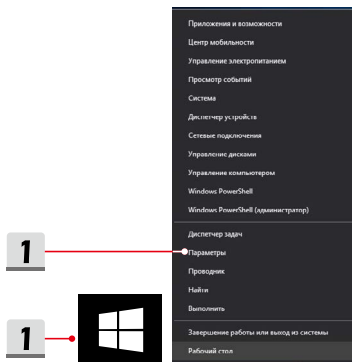 Приложения и возможности
Центр мобильности
Управление электропитанием
Просмотр событий
Система
Диспетчер устройств
Сетевые подключения
Управление дисками
Управление компьютером
Windows PowerShell
Windows PowerShell (администратор)
Диспетчер задач
1
Параметры
Проводник
Найти
Выполнить
1
Завершение работы или выход из системы
Рабочий стол